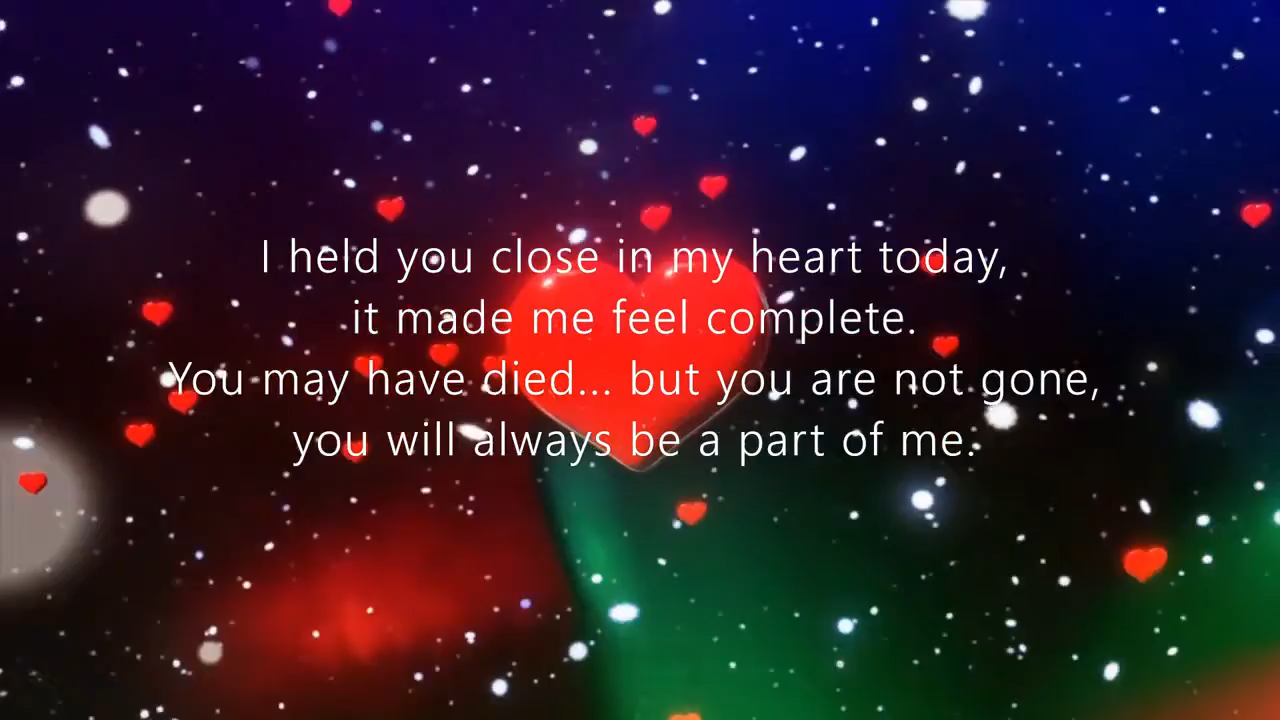 I held you close in my heart today,
it made me feel complete.
You may have died... but you are not gone,
you will always be a part of me.